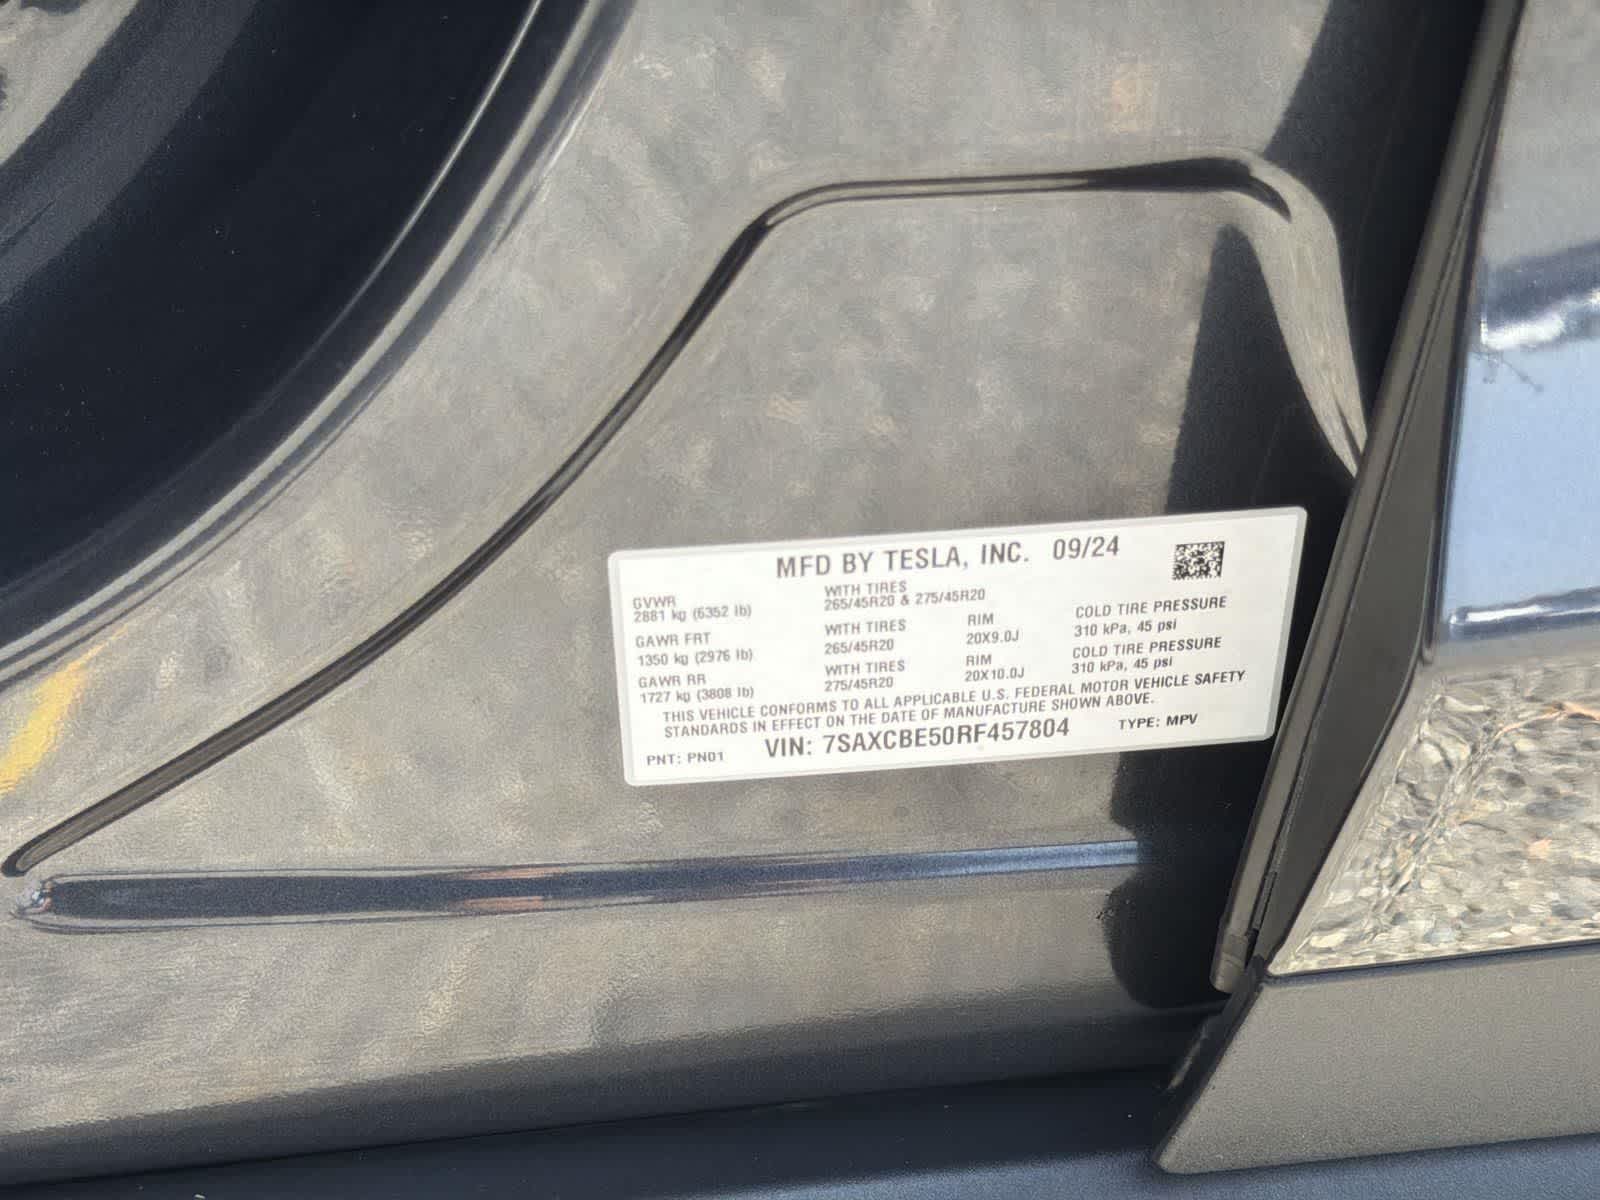 MFD BY TESLA, INC. 09/24
GVWR
2881 kg (6352 lb)
WITH TIRES
265/45R20 & 275/45R20
GAWR FRT
1350 kg (2976 lb)
WITH TIRES
265/45R20
RIM
20X9.0J
COLD TIRE PRESSURE
310 kPa, 45 psi
GAWR RR
1727 kg (3808 lb)
WITH TIRES
275/45R20
RIM
20X10.0J
COLD TIRE PRESSURE
310 kPa, 45 psi
THIS VEHICLE CONFORMS TO ALL APPLICABLE U.S. FEDERAL MOTOR VEHICLE SAFETY
STANDARDS IN EFFECT ON THE DATE OF MANUFACTURE SHOWN ABOVE.
PNT: PN01 VIN: 7SAXCBE50RF457804 TYPE: MPV